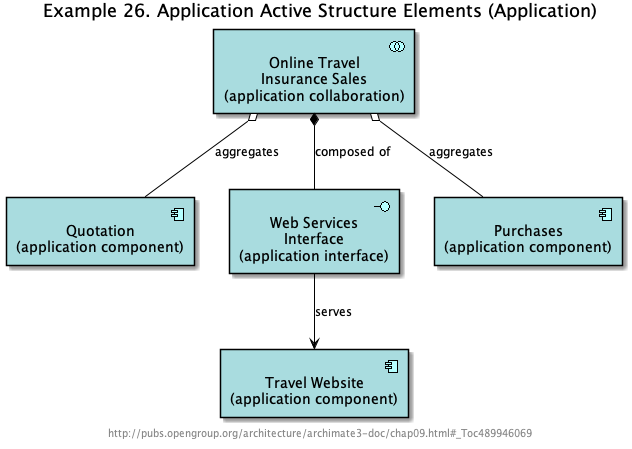 Example 26. Application Active Structure Elements (Application)
Online Travel
Insurance Sales
(application collaboration)
aggregates
composed of
aggregates
Quotation
(application component)
Web Services
Interface
(application interface)
Purchases
(application component)
serves
Travel Website
(application component)
http://pubs.opengroup.org/architecture/archimate3-doc/chap09.html#_Toc489946069